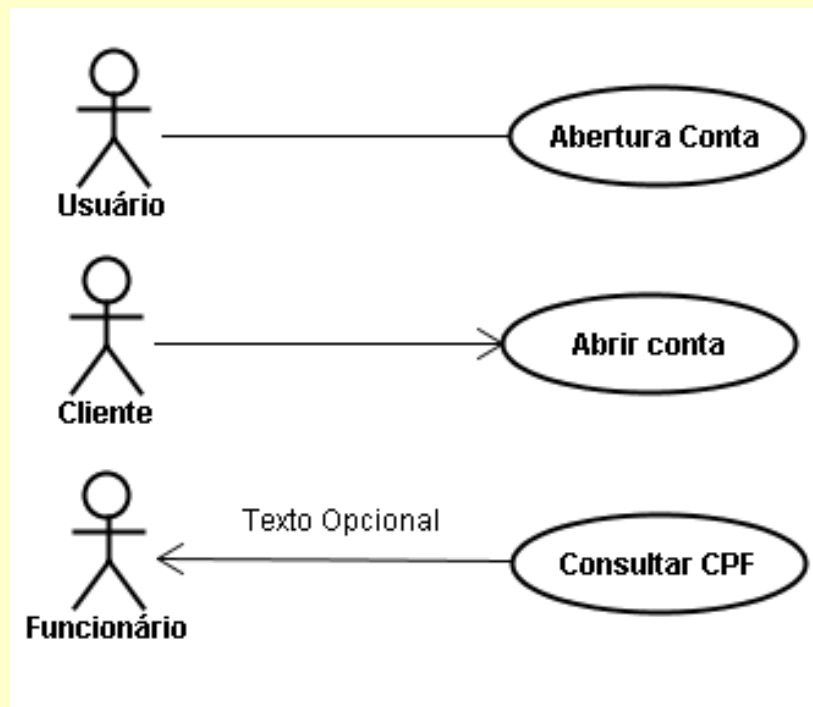 Abertura Conta
Usuário
Abrir conta
Cliente
Texto Opcional
Consultar CPF
Funcionário